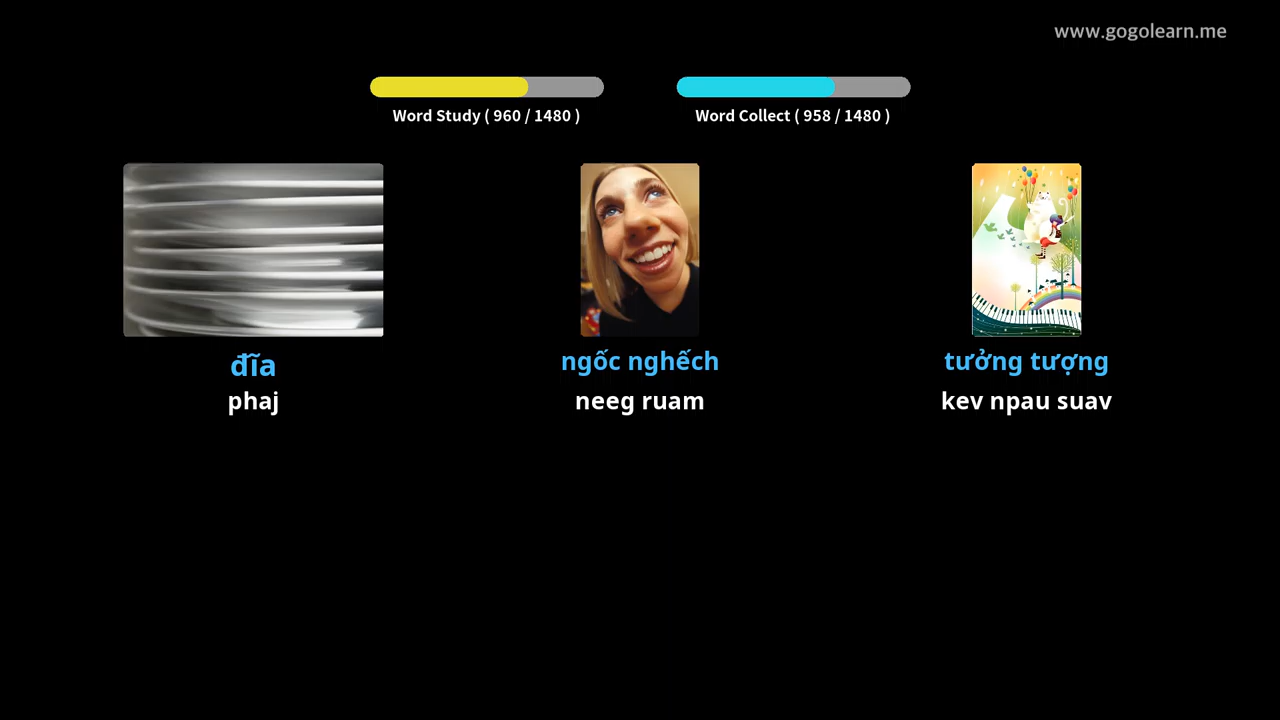 www.gogolearn.me
Word Study ( 960 / 1480 )
Word Collect ( 958 / 1480 )
đĩa
ngốc nghếch
tưởng tượng
phaj
neeg ruam
kev npau suav